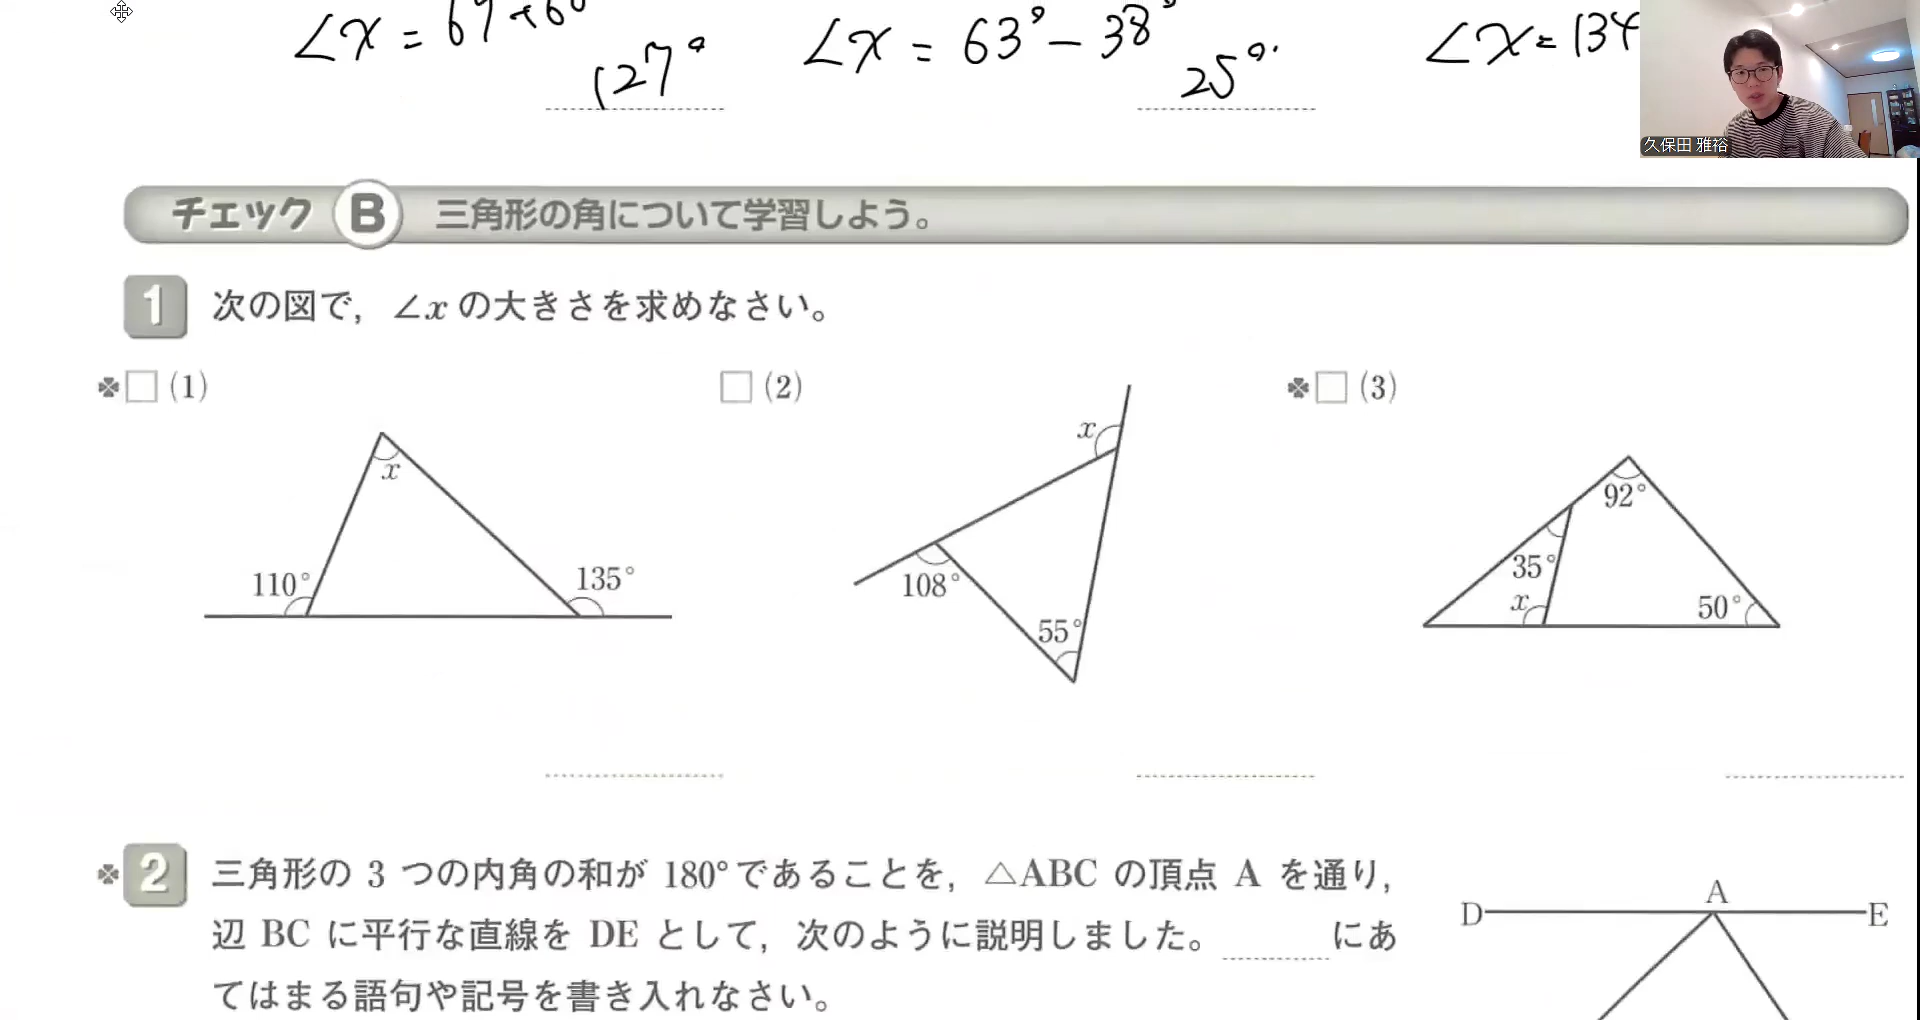 ∠x = 67+60
127°
∠x = 63° − 38°
25°
∠x = 134
久保田 雅裕
チェック B 三角形の角について学習しよう。
1 次の図で，∠x の大きさを求めなさい。
(1)
x
110°
135°
(2)
x
108°
55°
(3)
92°
35°
x
50°
2 三角形の 3 つの内角の和が 180°であることを，△ABC の頂点 A を通り，
辺 BC に平行な直線を DE として，次のように説明しました。 にあ
てはまる語句や記号を書き入れなさい。
A
D
E